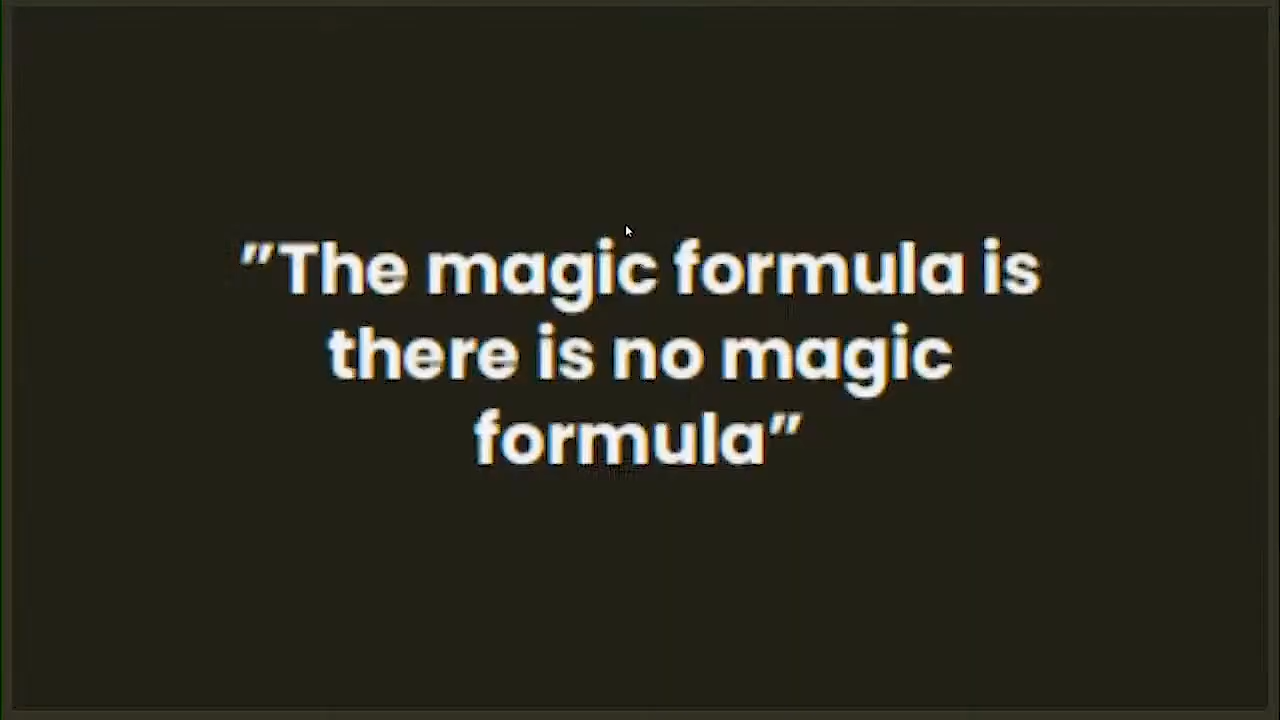 "The magic formula is
there is no magic
formula"